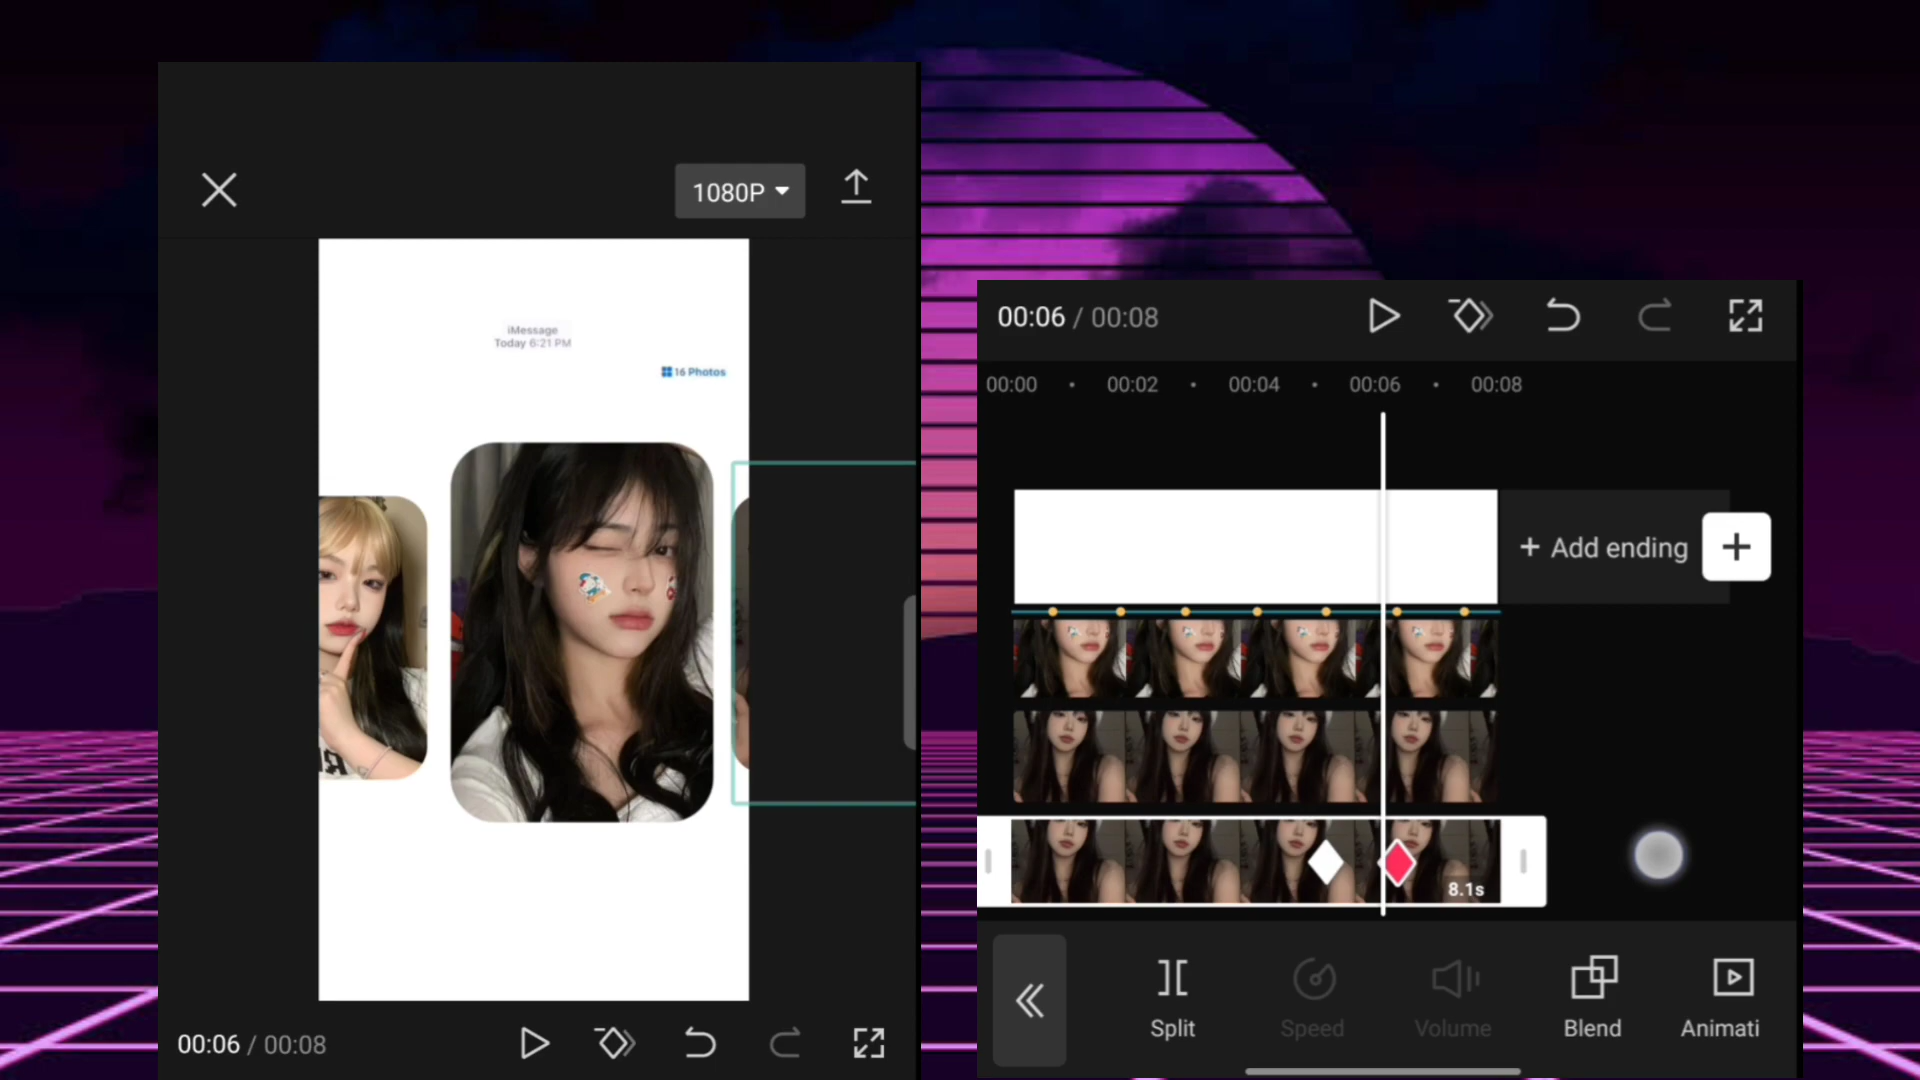 1080P
iMessage
Today 6:21 PM
16 Photos
00:06 / 00:08
00:06 / 00:08
00:00 00:02 00:04 00:06 00:08
+ Add ending
8.1s
Split Speed Volume Blend Animati